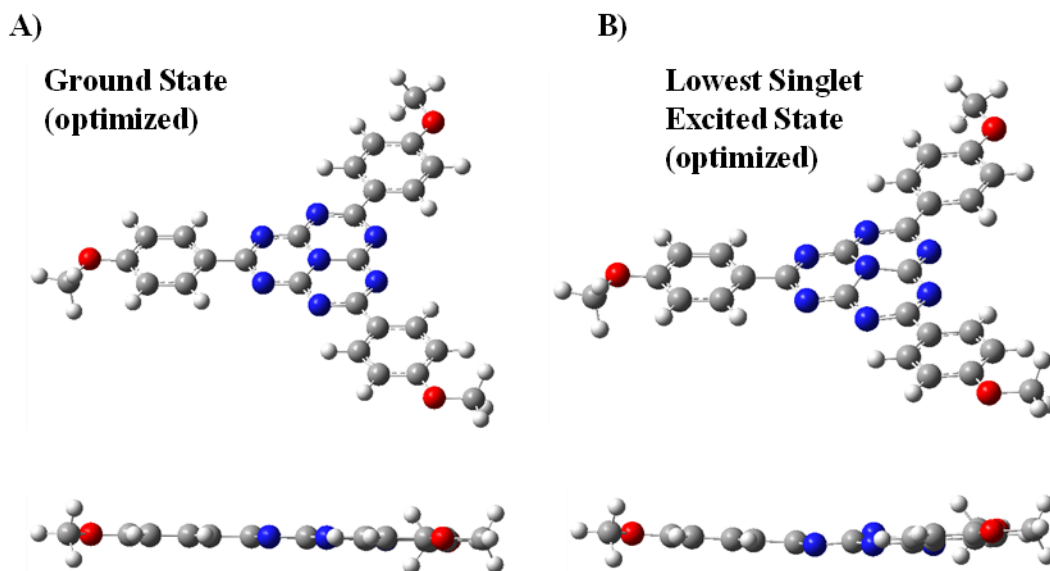 A)
Ground State
(optimized)
B)
Lowest Singlet
Excited State
(optimized)